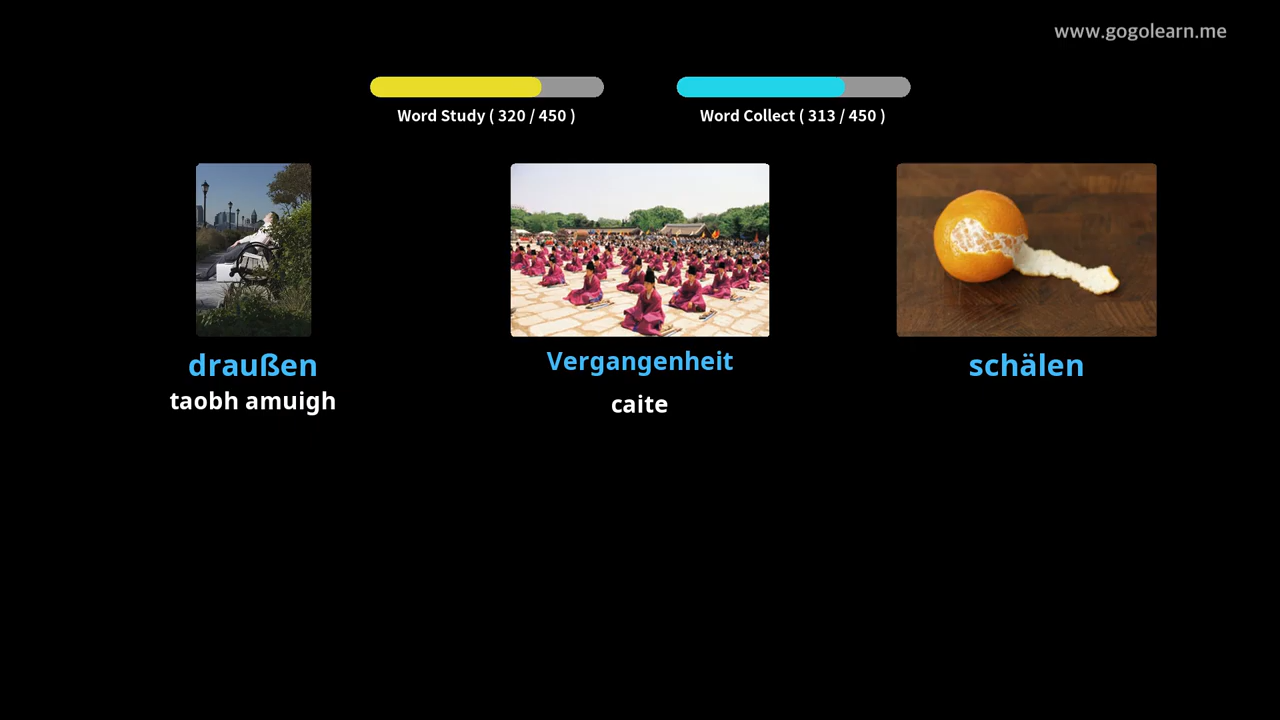 www.gogolearn.me
Word Study ( 320 / 450 )
Word Collect ( 313 / 450 )
draußen
taobh amuigh
Vergangenheit
caite
schälen